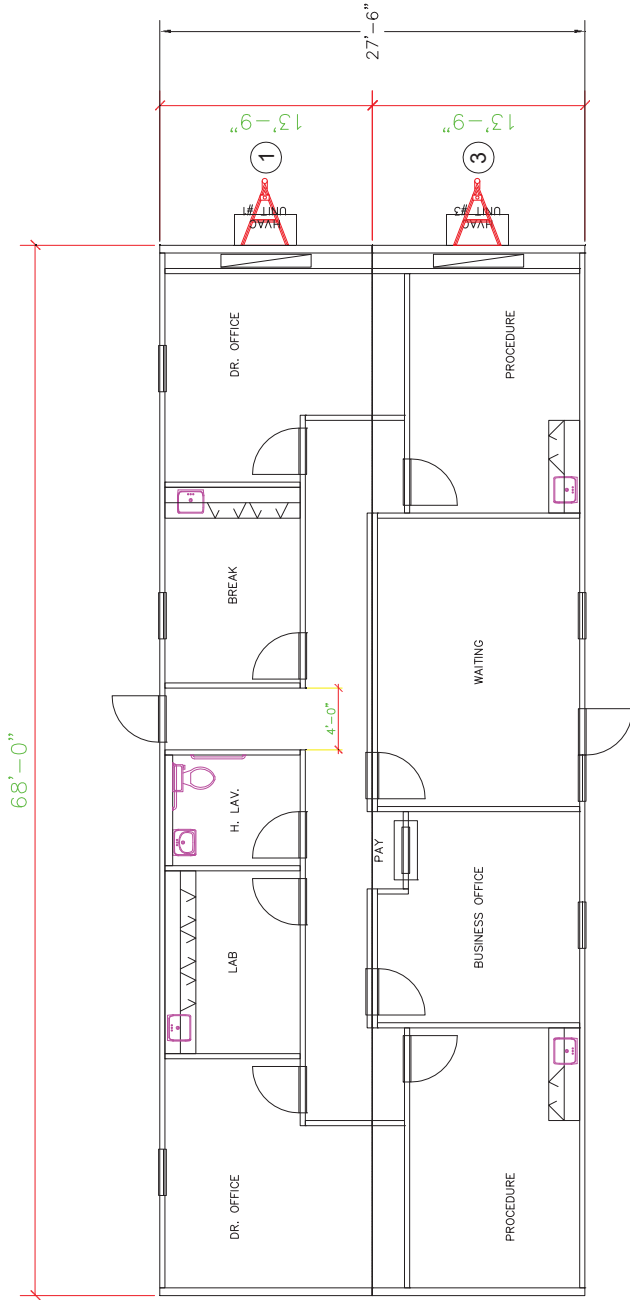 68'-0"
27'-6"
13'-9"
13'-9"
1
3
HVAC
UNIT #1
HVAC
UNIT #3
DR. OFFICE
BREAK
H. LAV.
LAB
DR. OFFICE
4'-0"
PROCEDURE
WAITING
PAY
BUSINESS OFFICE
PROCEDURE